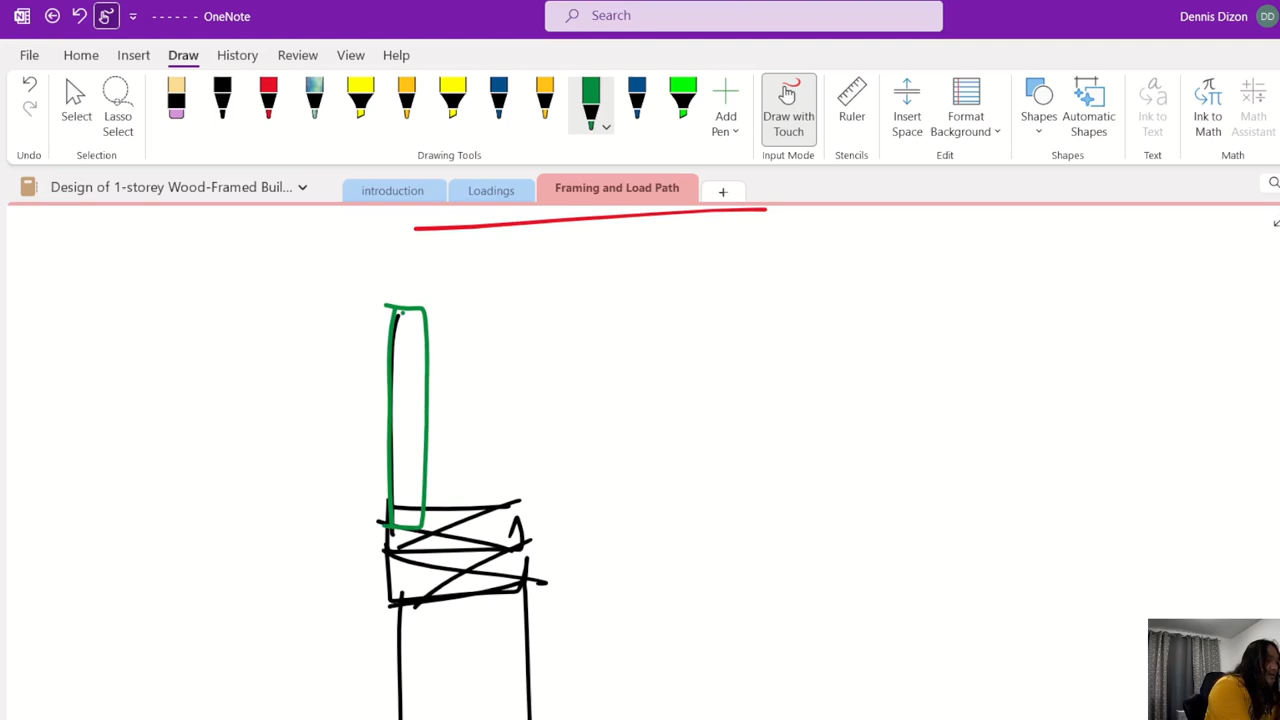 - - - - - - OneNote
Search
Dennis Dizon DD
File Home Insert Draw History Review View Help
Select Lasso Select Add Pen Draw with Touch Ruler Insert Space Format Background Shapes Automatic Shapes Ink to Text Ink to Math Math Assistant
Undo Selection Drawing Tools Input Mode Stencils Edit Shapes Text Math
Design of 1-storey Wood-Framed Buil... introduction Loadings Framing and Load Path +